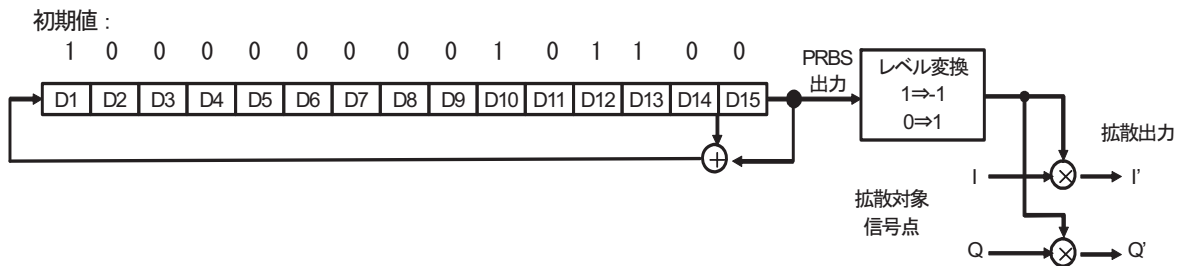 初期値：
1 0 0 0 0 0 0 0 0 1 0 1 1 0 0
D1 D2 D3 D4 D5 D6 D7 D8 D9 D10 D11 D12 D13 D14 D15
+
PRBS
出力
レベル変換
1⇒-1
0⇒1
拡散出力
I × I'
拡散対象
信号点
Q × Q'